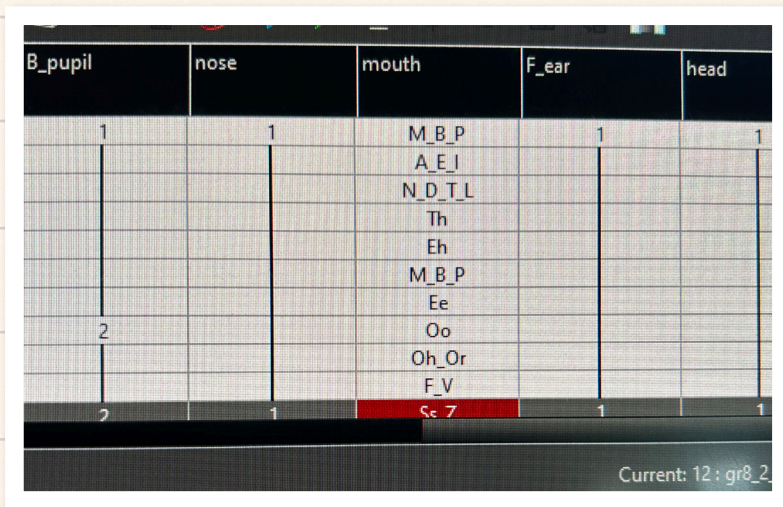 B_pupil nose mouth F_ear head
1 1 M_B_P 1 1
A_E_I
N_D_T_L
Th
Eh
M_B_P
Ee
2 Oo
Oh_Or
F_V
2 1 Ss_Z 1 1
Current: 12 : gr8_2_